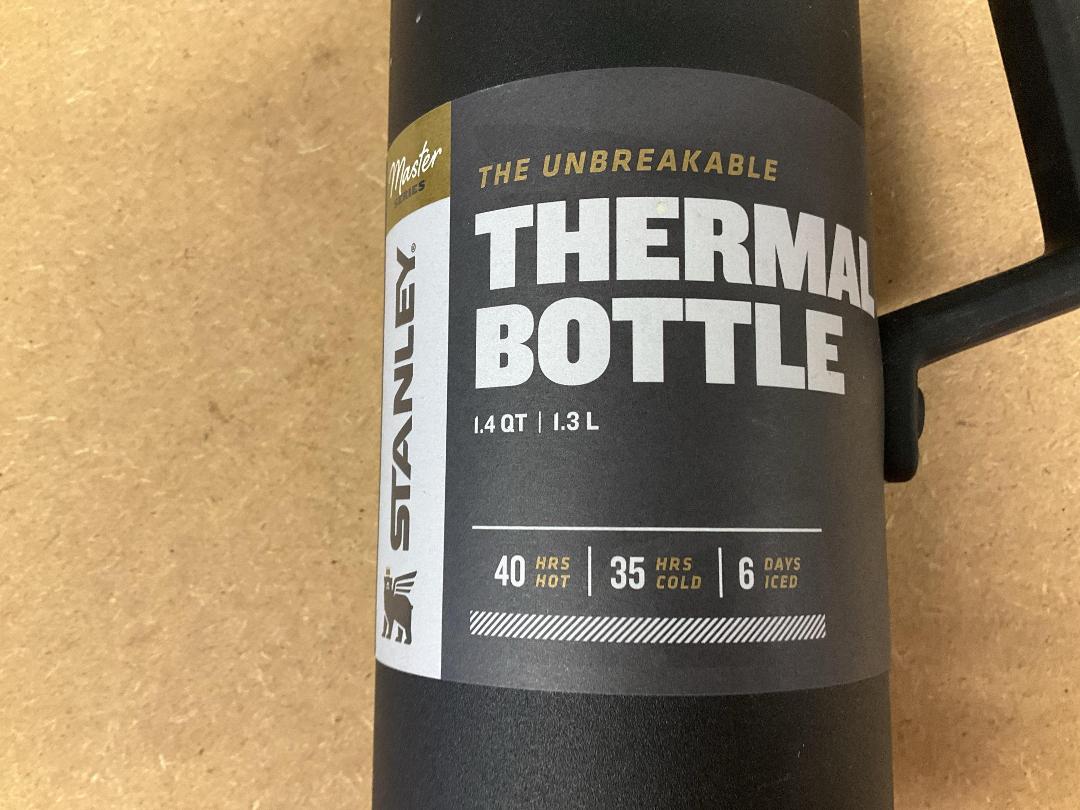 Master
SERIES
STANLEY®
THE UNBREAKABLE
THERMAL
BOTTLE
1.4 QT | 1.3 L
40 HRS HOT | 35 HRS COLD | 6 DAYS ICED